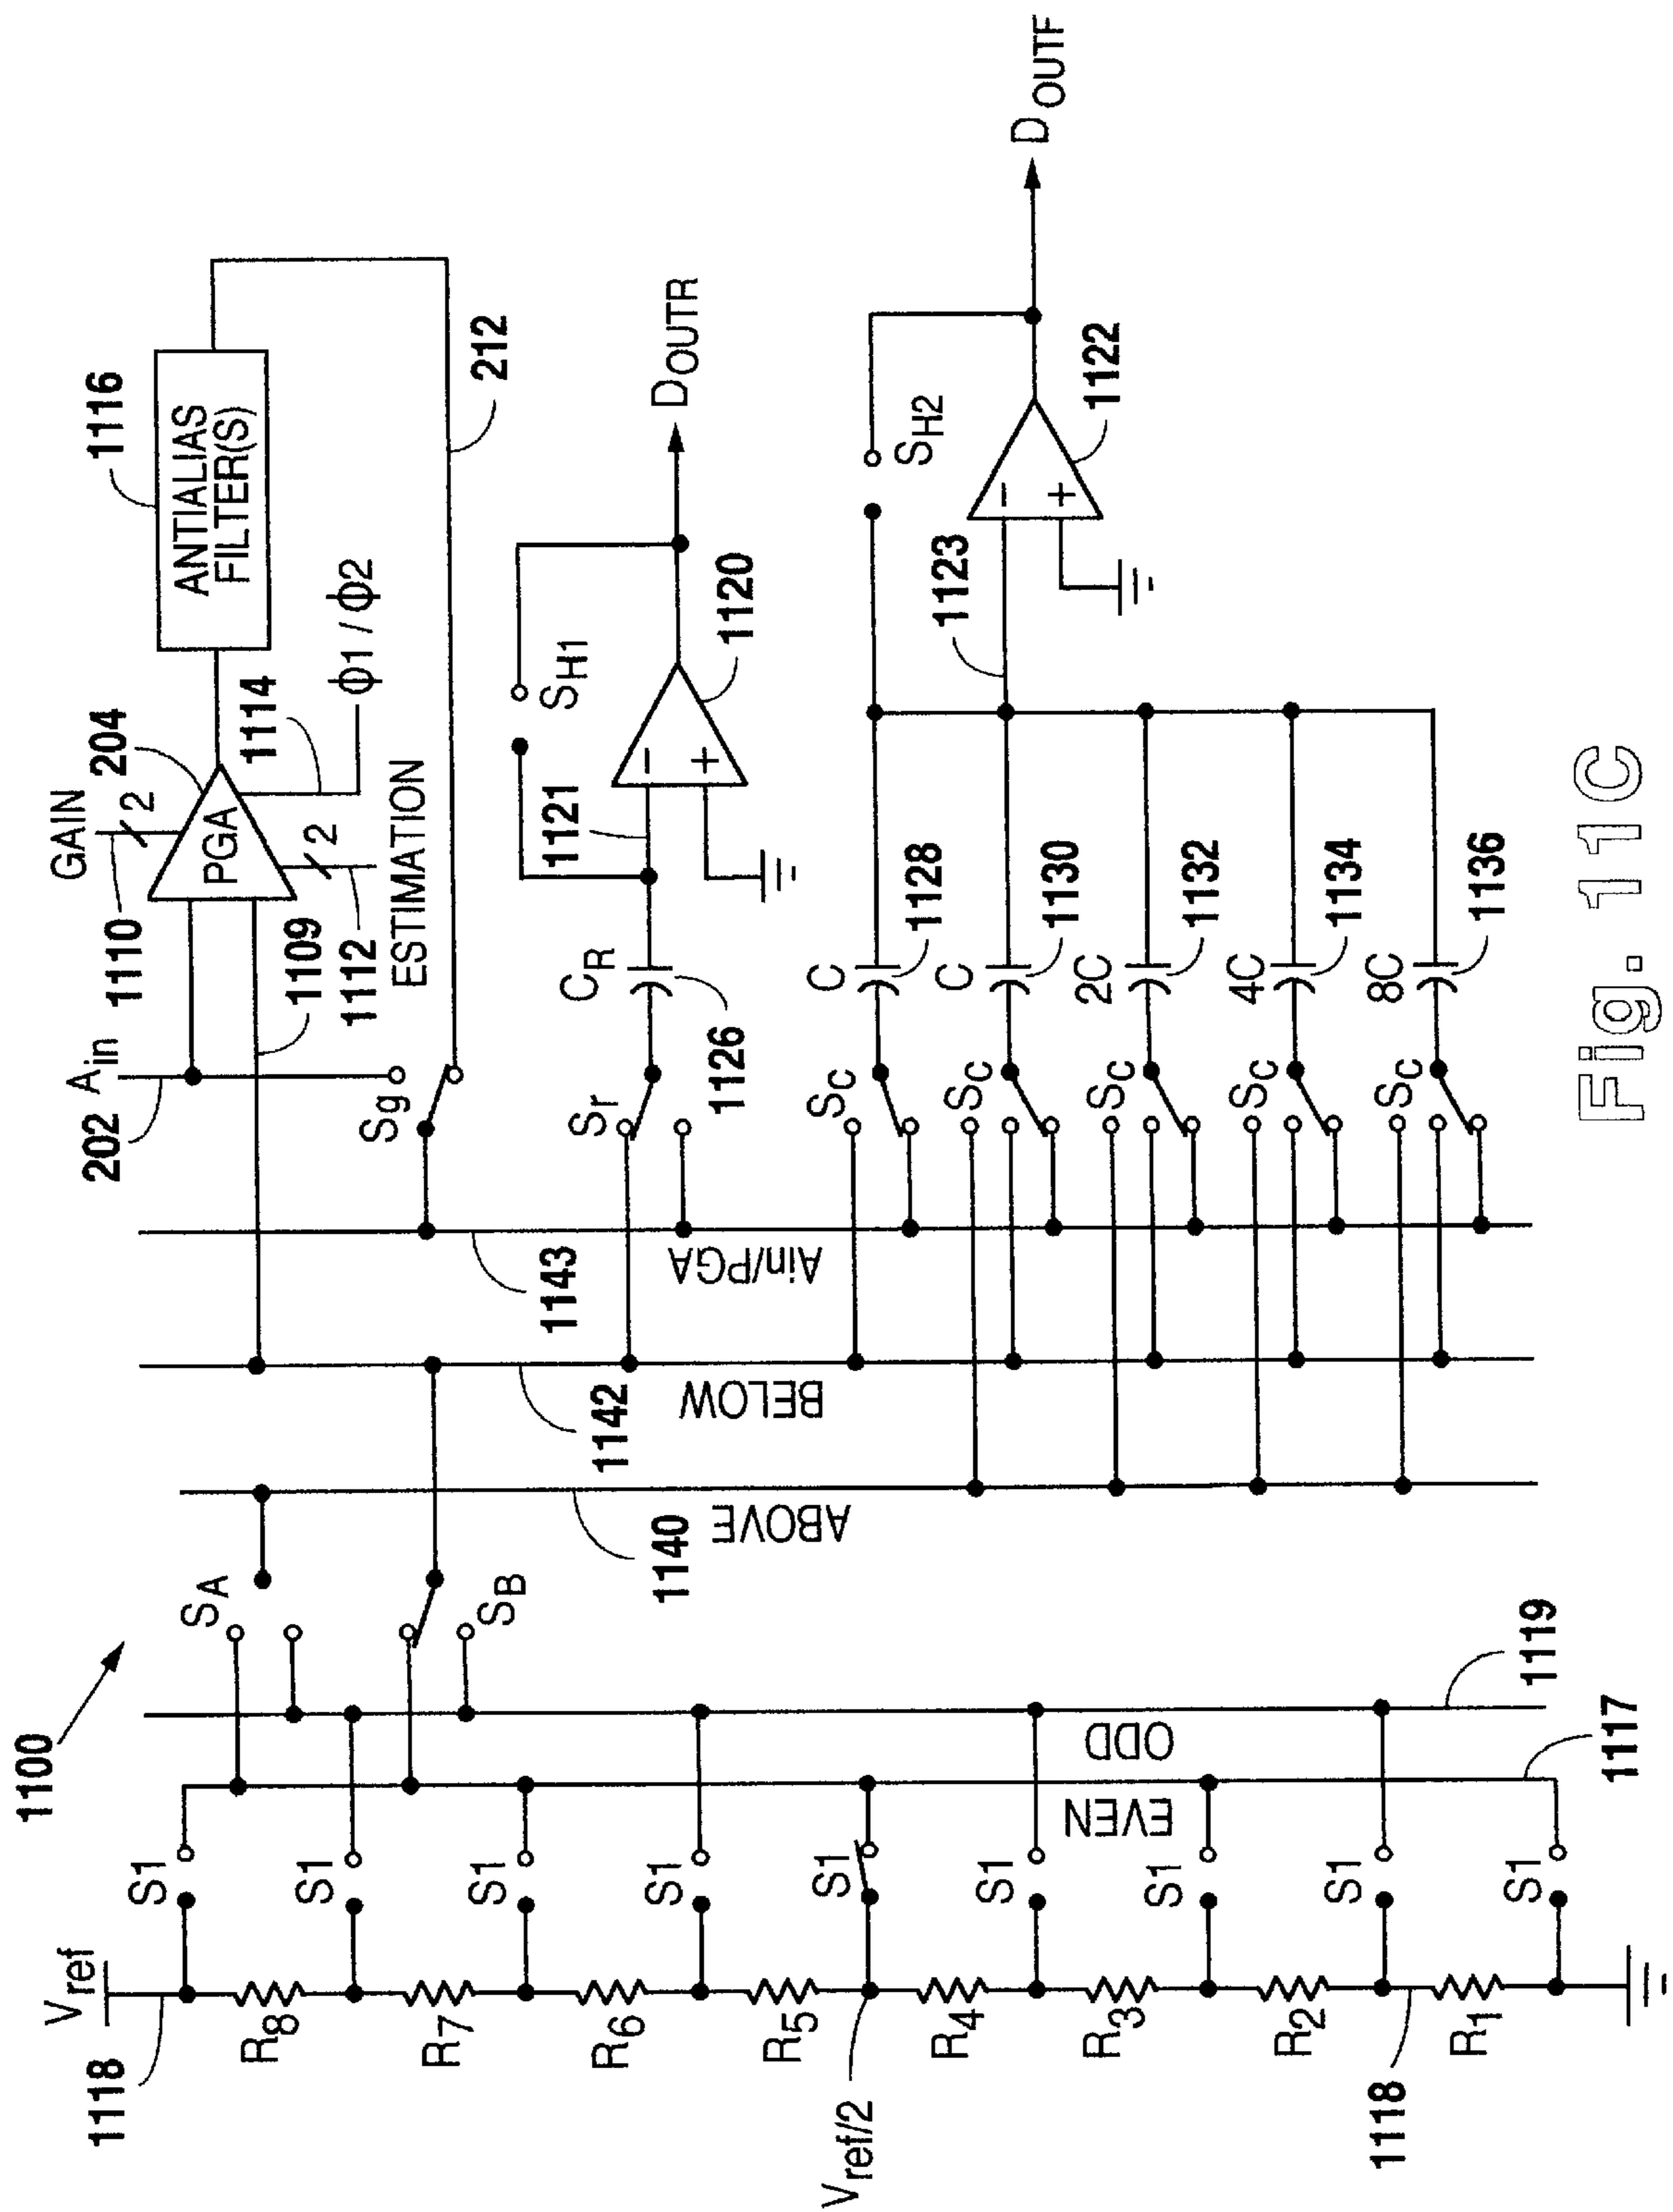 1100
1118
Vref
R8
R7
R6
R5
Vref/2
R4
R3
R2
1118
R1
S1
S1
S1
S1
S1
S1
S1
S1
S1
EVEN
ODD
1117
1119
SA
SB
ABOVE
1140
BELOW
1142
Ain/PGA
1143
202
Ain
1110
GAIN
2
204
PGA
1109
1112
2
ESTIMATION
1114
ϕ1 / ϕ2
1116
ANTIALIAS
FILTER(S)
212
Sg
Sr
CR
1126
1121
SH1
-
+
1120
DOUTR
SC
C
1128
SC
C
1130
SC
2C
1132
SC
4C
1134
SC
8C
1136
1123
SH2
-
+
1122
DOUTF
Fig. 11C